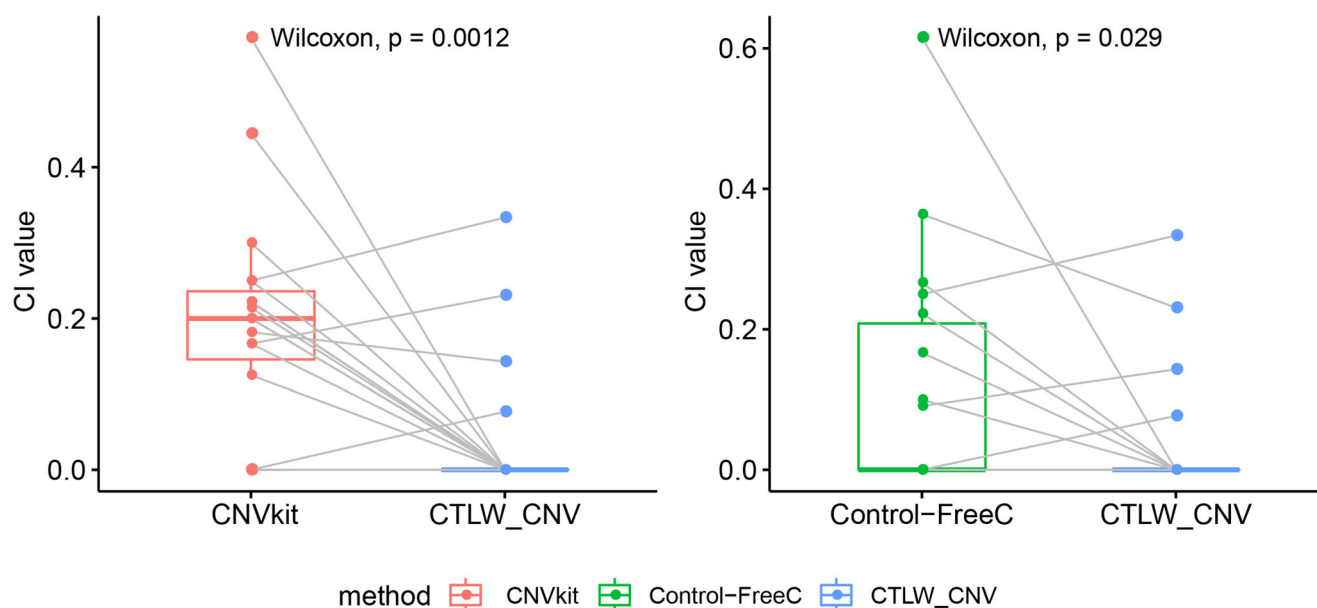 Wilcoxon, p = 0.0012
CI value
0.4
0.2
0.0
CNVkit
CTLW_CNV
Wilcoxon, p = 0.029
CI value
0.6
0.4
0.2
0.0
Control−FreeC
CTLW_CNV
method CNVkit Control−FreeC CTLW_CNV